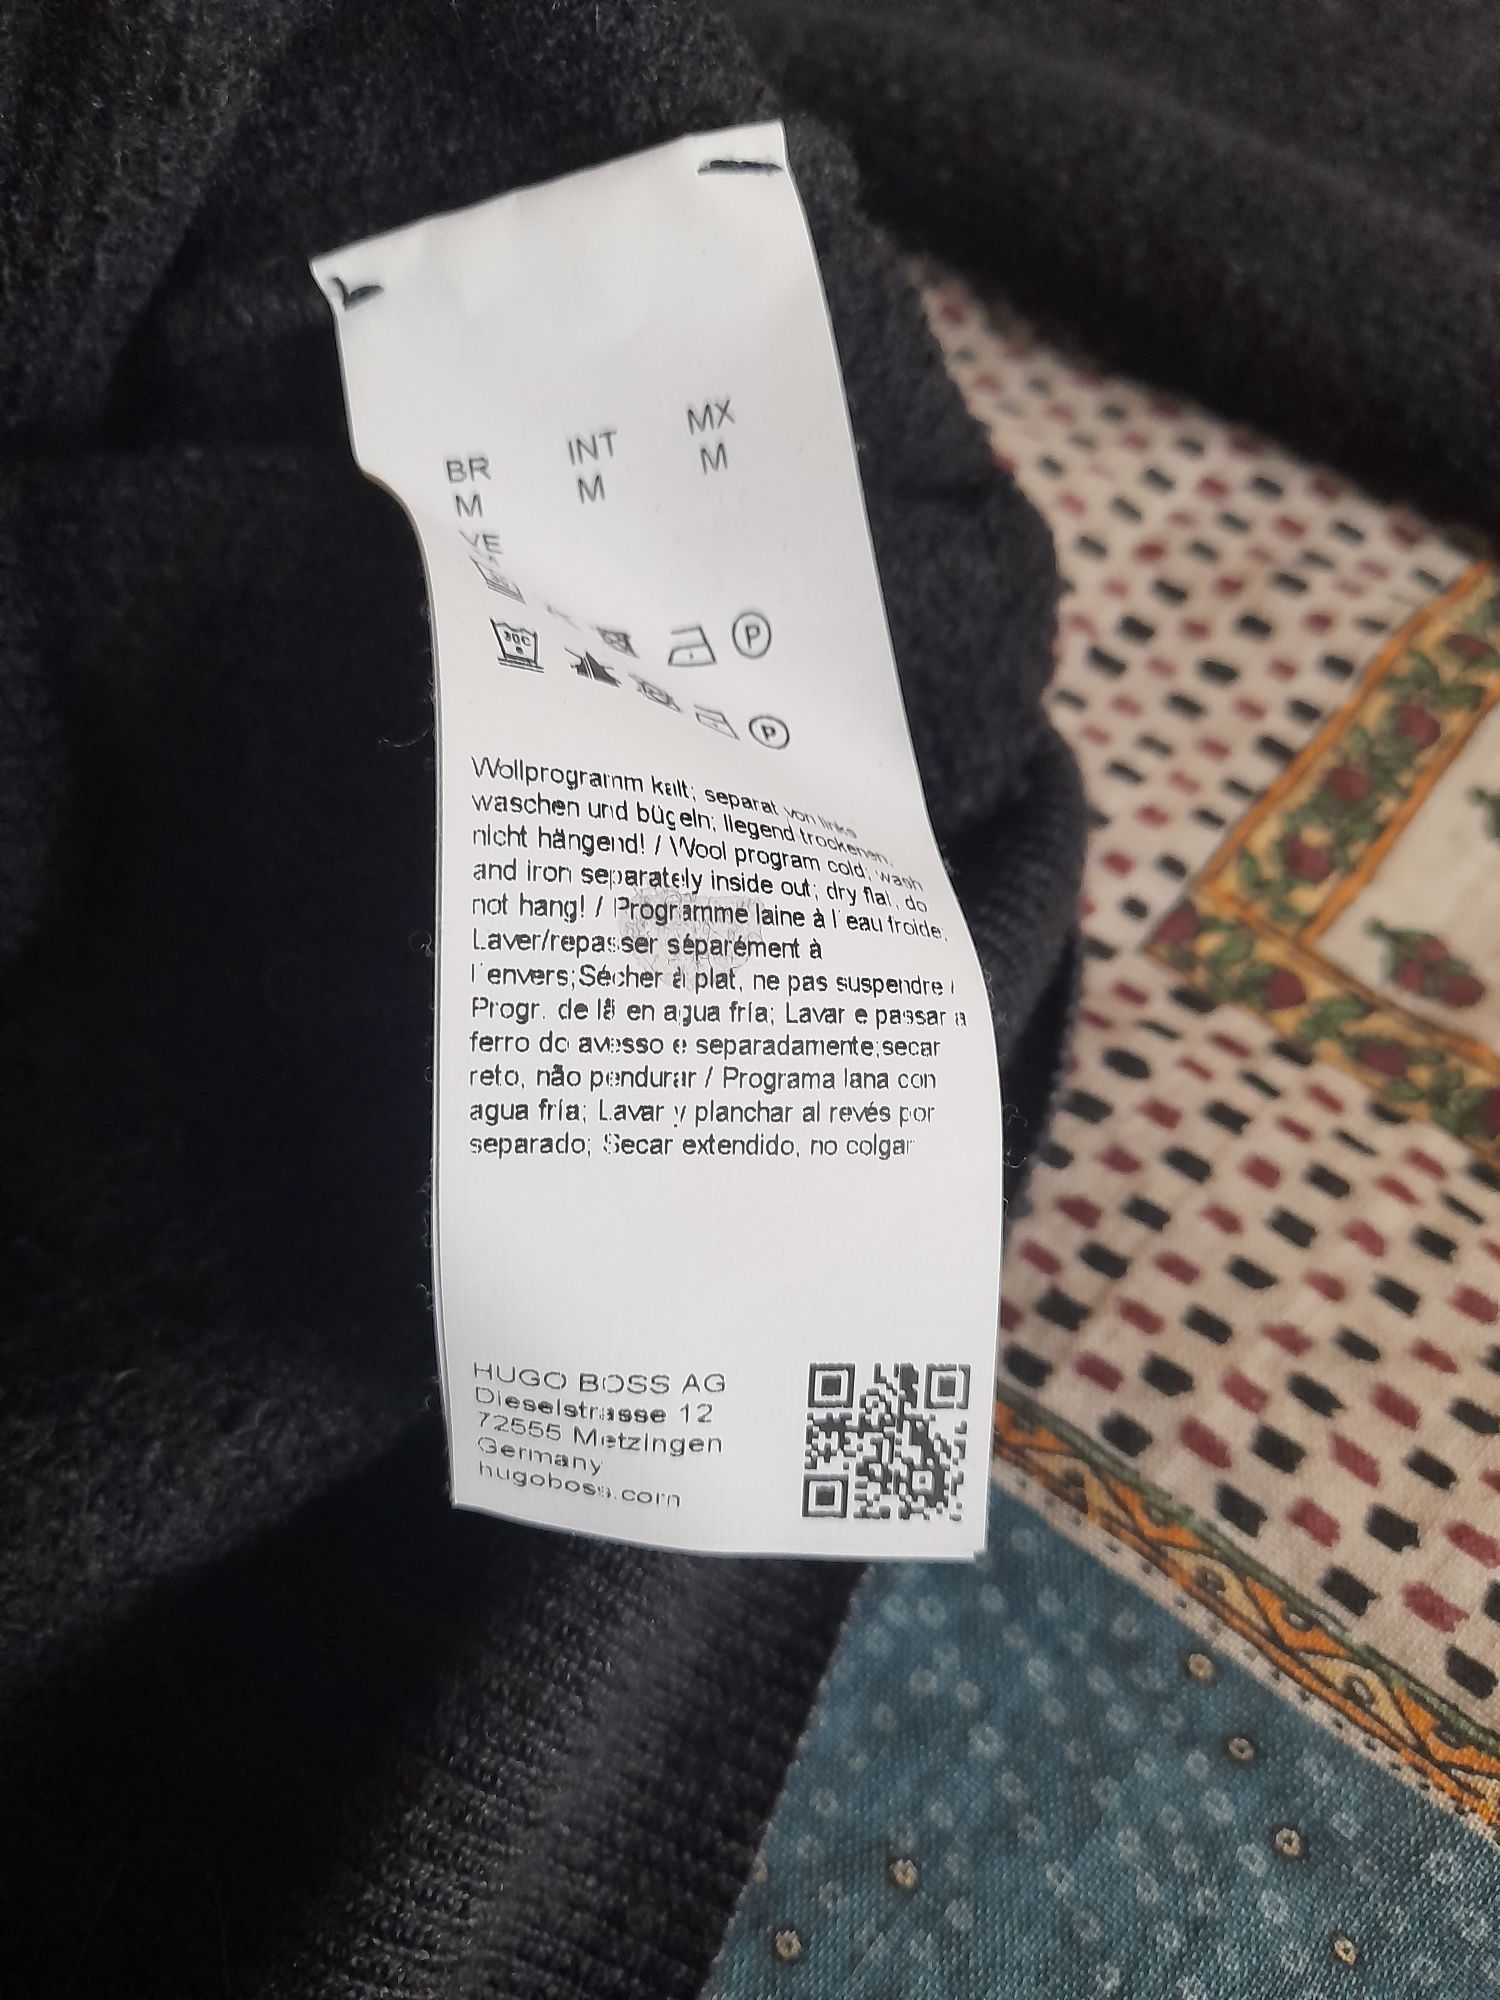 BR INT MX
M M M
VE
30C
P
P
Wollprogramm kalt; separat von links
waschen und bügeln; liegend trocknen,
nicht hängend! / Wool program cold; wash
and iron separately inside out; dry flat, do
not hang! / Programme laine à l'eau froide;
Laver/repasser séparément à
l'envers;Sécher à plat, ne pas suspendre /
Progr. de lã en agua fría; Lavar e passar a
ferro do avesso e separadamente;secar
reto, não pendurar / Programa lana con
agua fría; Lavar y planchar al revés por
separado; Secar extendido, no colgar
HUGO BOSS AG
Dieselstrasse 12
72555 Metzingen
Germany
hugoboss.com